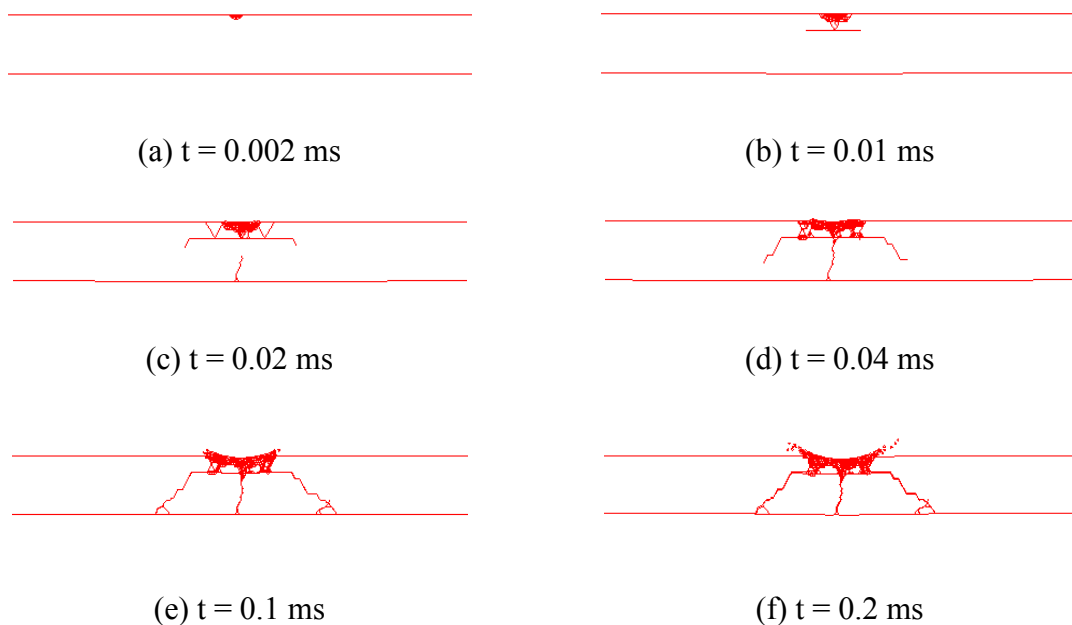 (a) t = 0.002 ms
(b) t = 0.01 ms
(c) t = 0.02 ms
(d) t = 0.04 ms
(e) t = 0.1 ms
(f) t = 0.2 ms